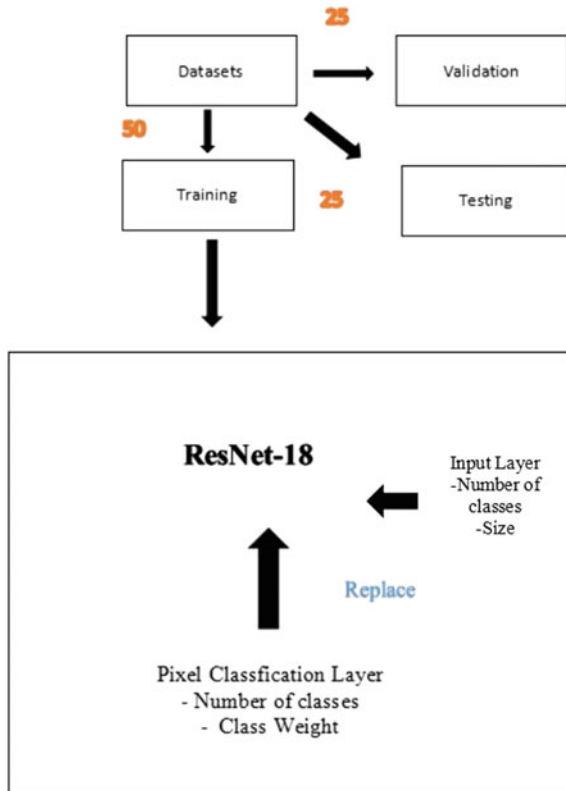 25
Datasets
Validation
50
Training
25
Testing
ResNet-18
Input Layer
-Number of
classes
-Size
Replace
Pixel Classfication Layer
- Number of classes
- Class Weight